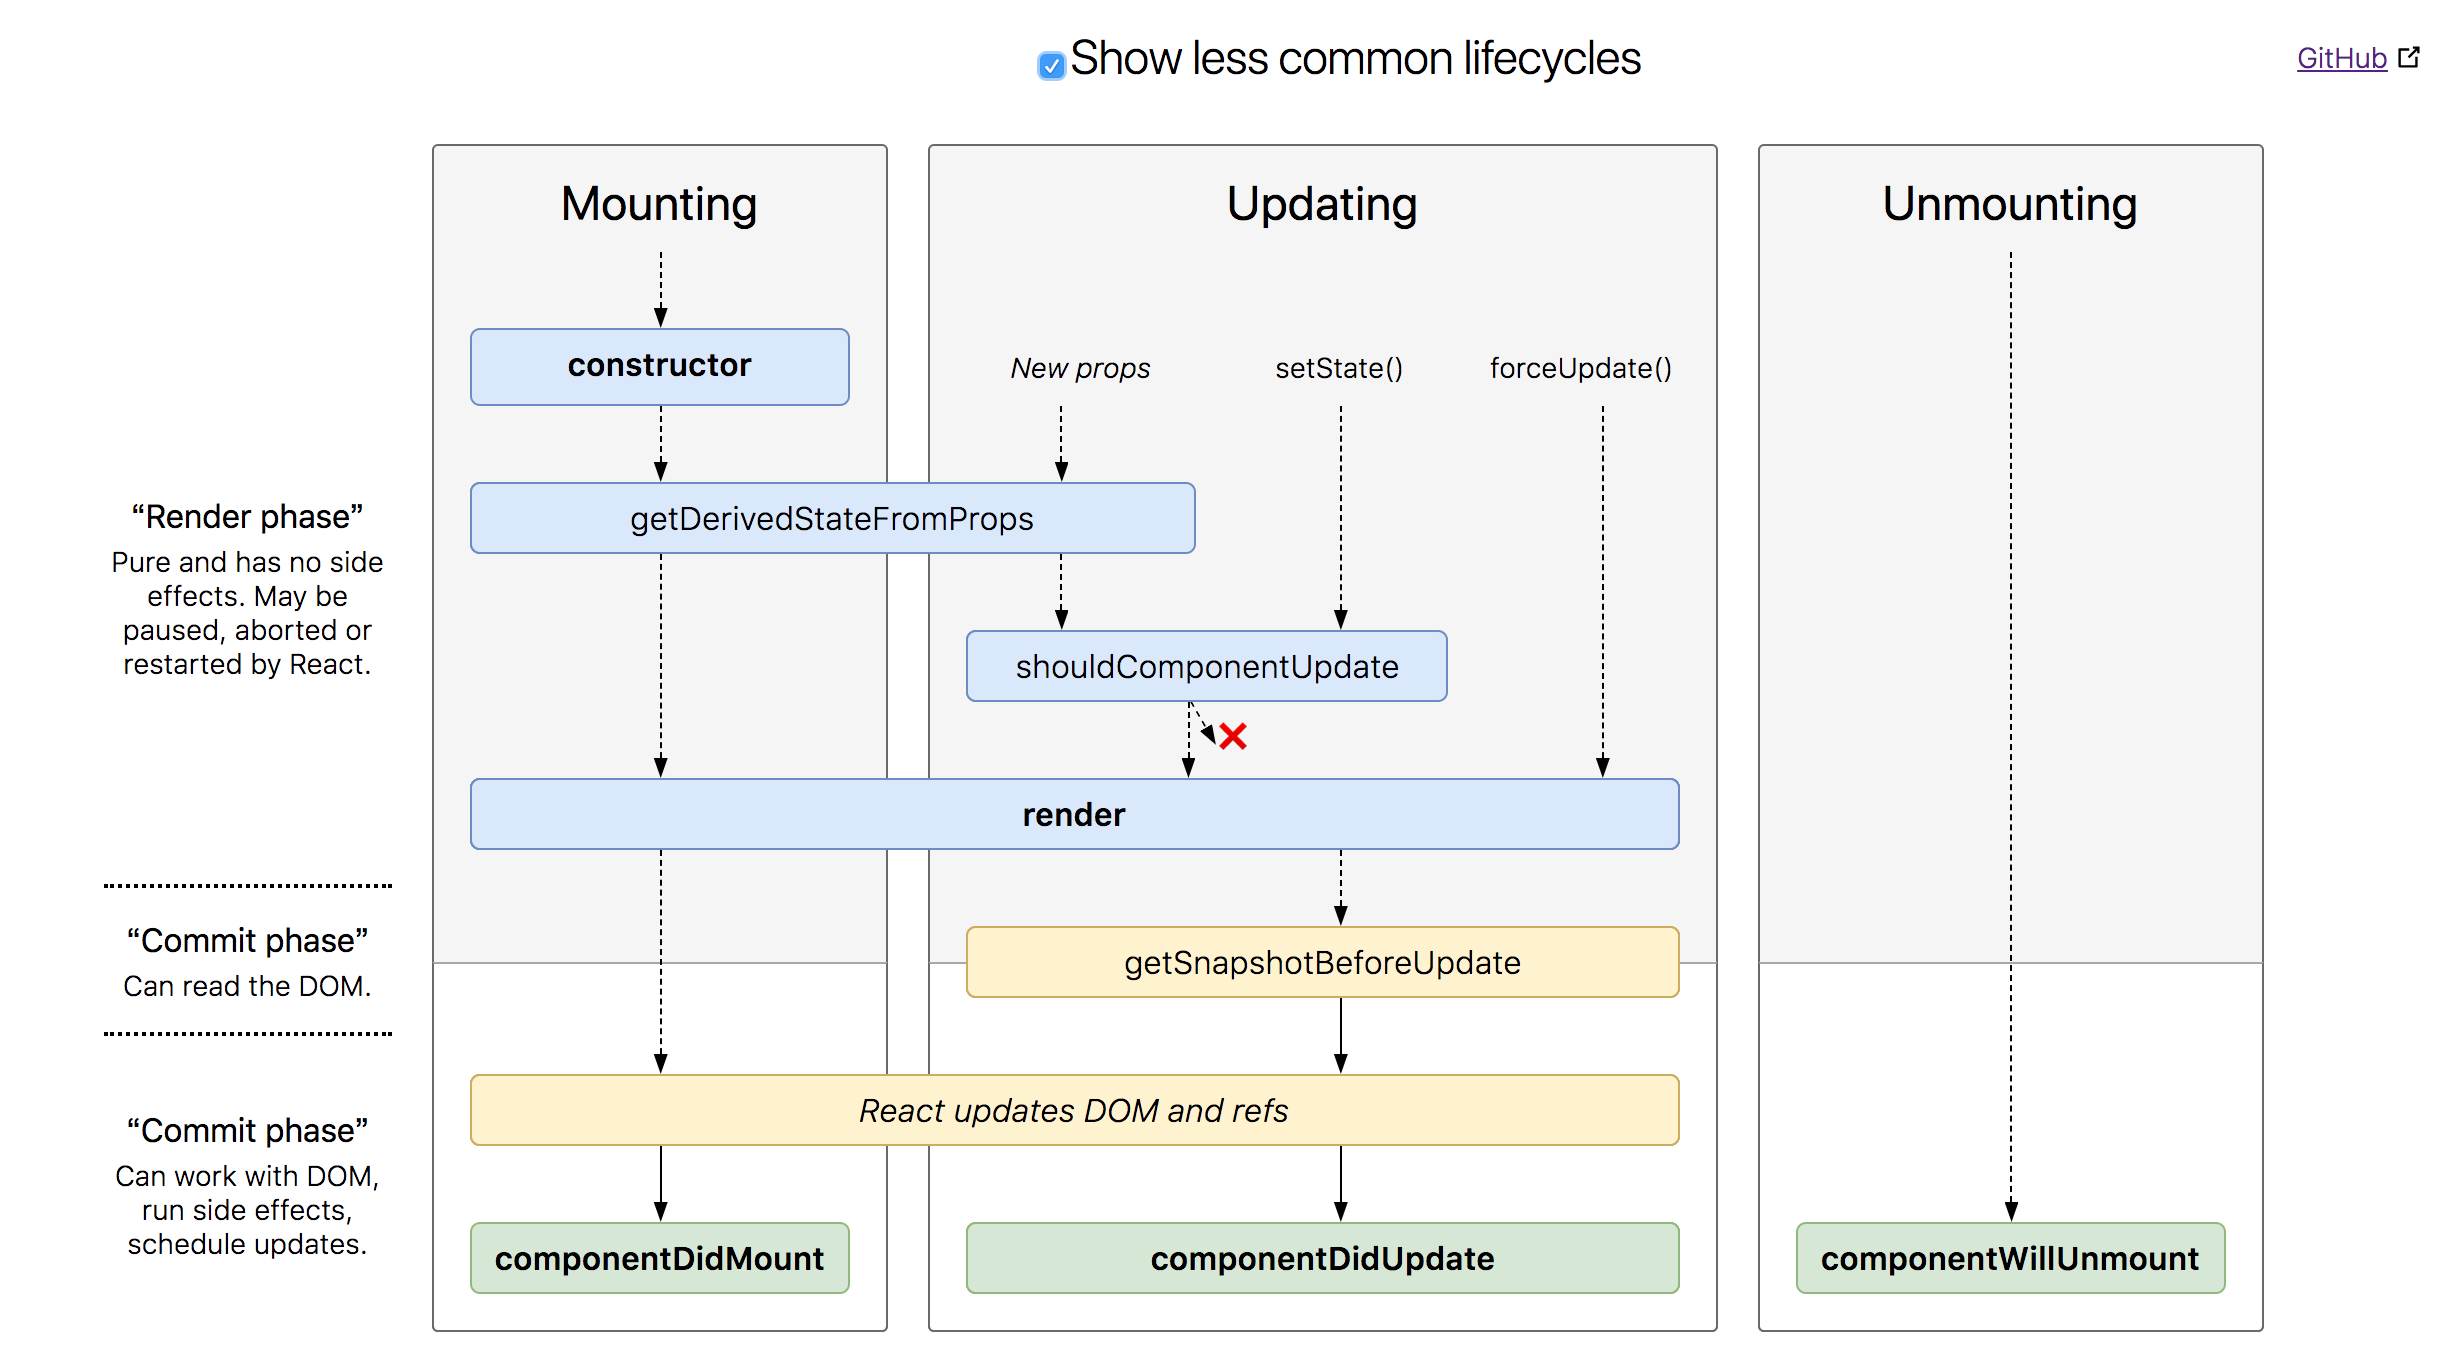 Show less common lifecycles
GitHub
Mounting
Updating
Unmounting
constructor
New props
setState()
forceUpdate()
“Render phase”
Pure and has no side
effects. May be
paused, aborted or
restarted by React.
getDerivedStateFromProps
shouldComponentUpdate
render
“Commit phase”
Can read the DOM.
getSnapshotBeforeUpdate
React updates DOM and refs
“Commit phase”
Can work with DOM,
run side effects,
schedule updates.
componentDidMount
componentDidUpdate
componentWillUnmount